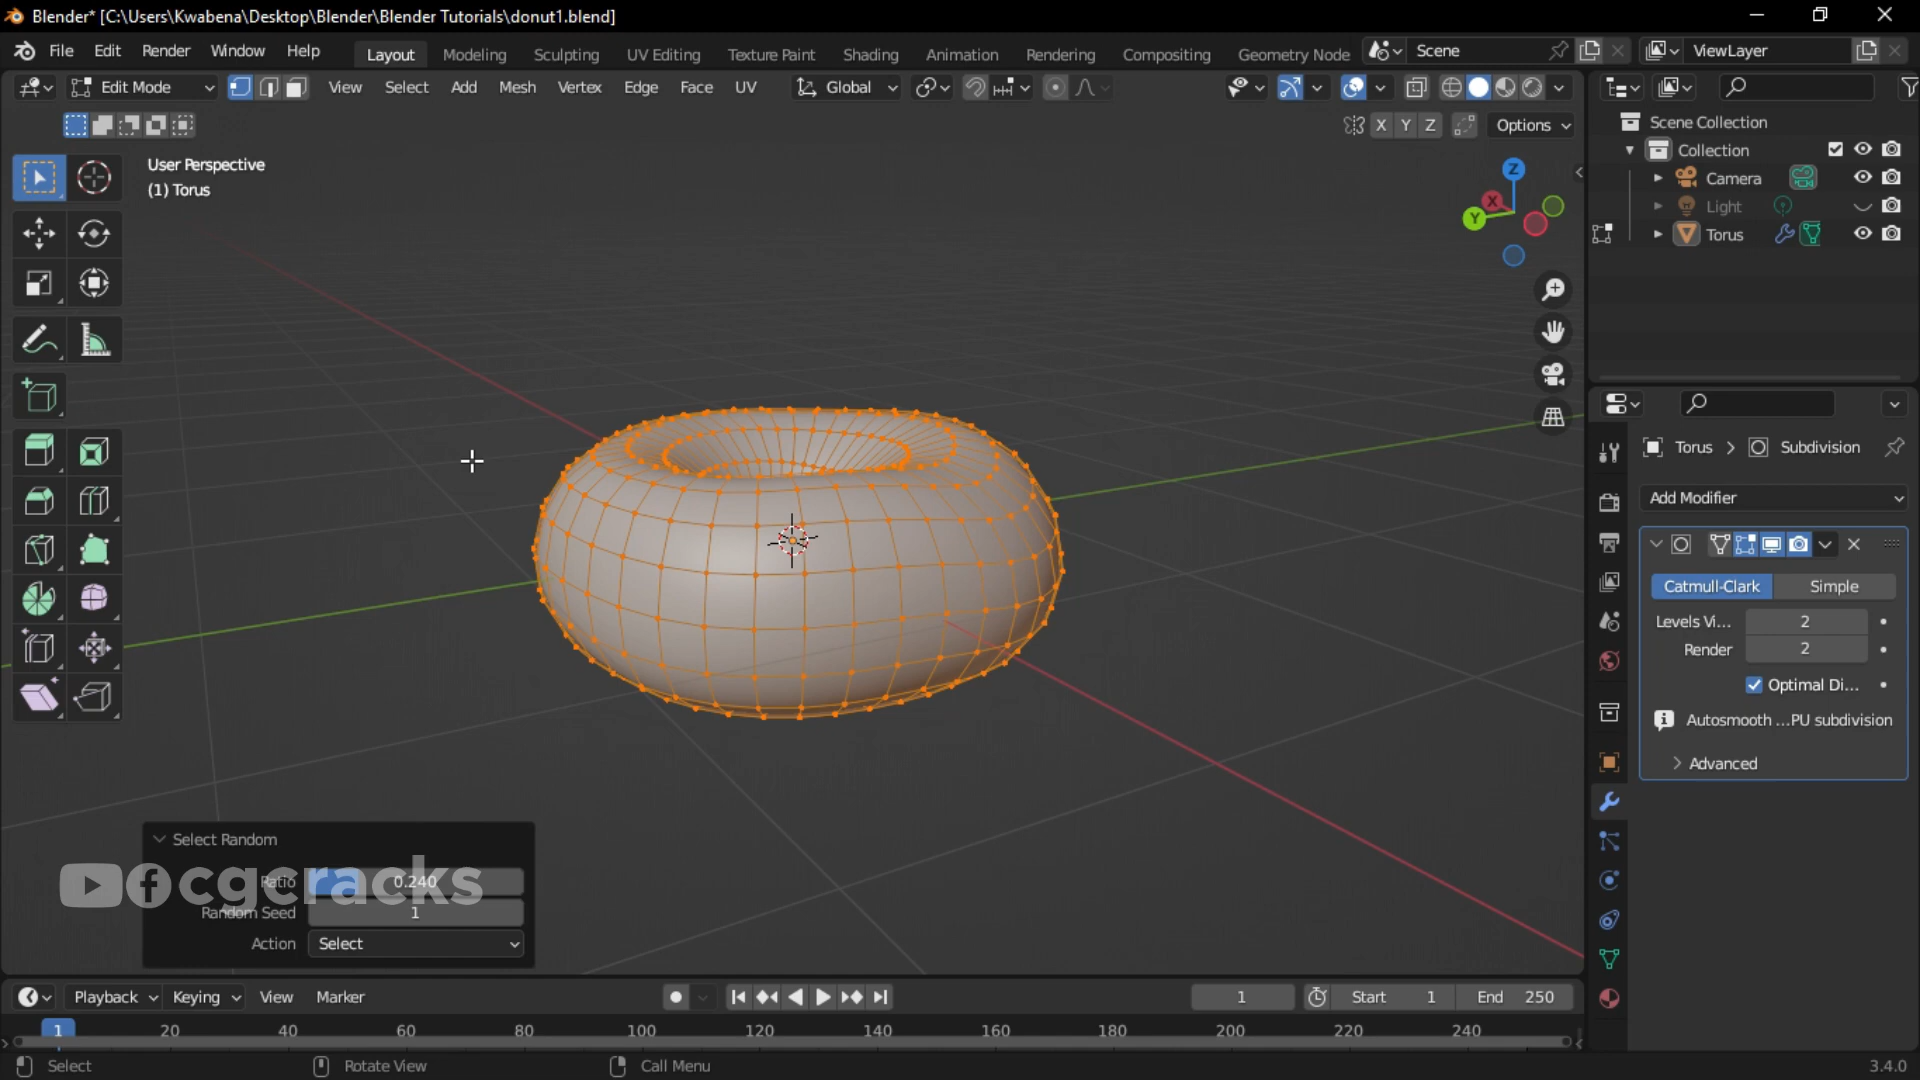 Blender* [C:\Users\Kwabena\Desktop\Blender\Blender Tutorials\donut1.blend]
File Edit Render Window Help Layout Modeling Sculpting UV Editing Texture Paint Shading Animation Rendering Compositing Geometry Node Scene ViewLayer
Edit Mode View Select Add Mesh Vertex Edge Face UV Global
X Y Z Options
User Perspective
(1) Torus
Z
X
Y
Scene Collection
Collection
Camera
Light
Torus
Torus > Subdivision
Add Modifier
Catmull-Clark Simple
Levels Vi... 2
Render 2
Optimal Di...
Autosmooth ...PU subdivision
Advanced
Select Random
Ratio 0.240
cgcracks
Random Seed 1
Action Select
Playback Keying View Marker 1 Start 1 End 250
1 20 40 60 80 100 120 140 160 180 200 220 240
Select Rotate View Call Menu 3.4.0